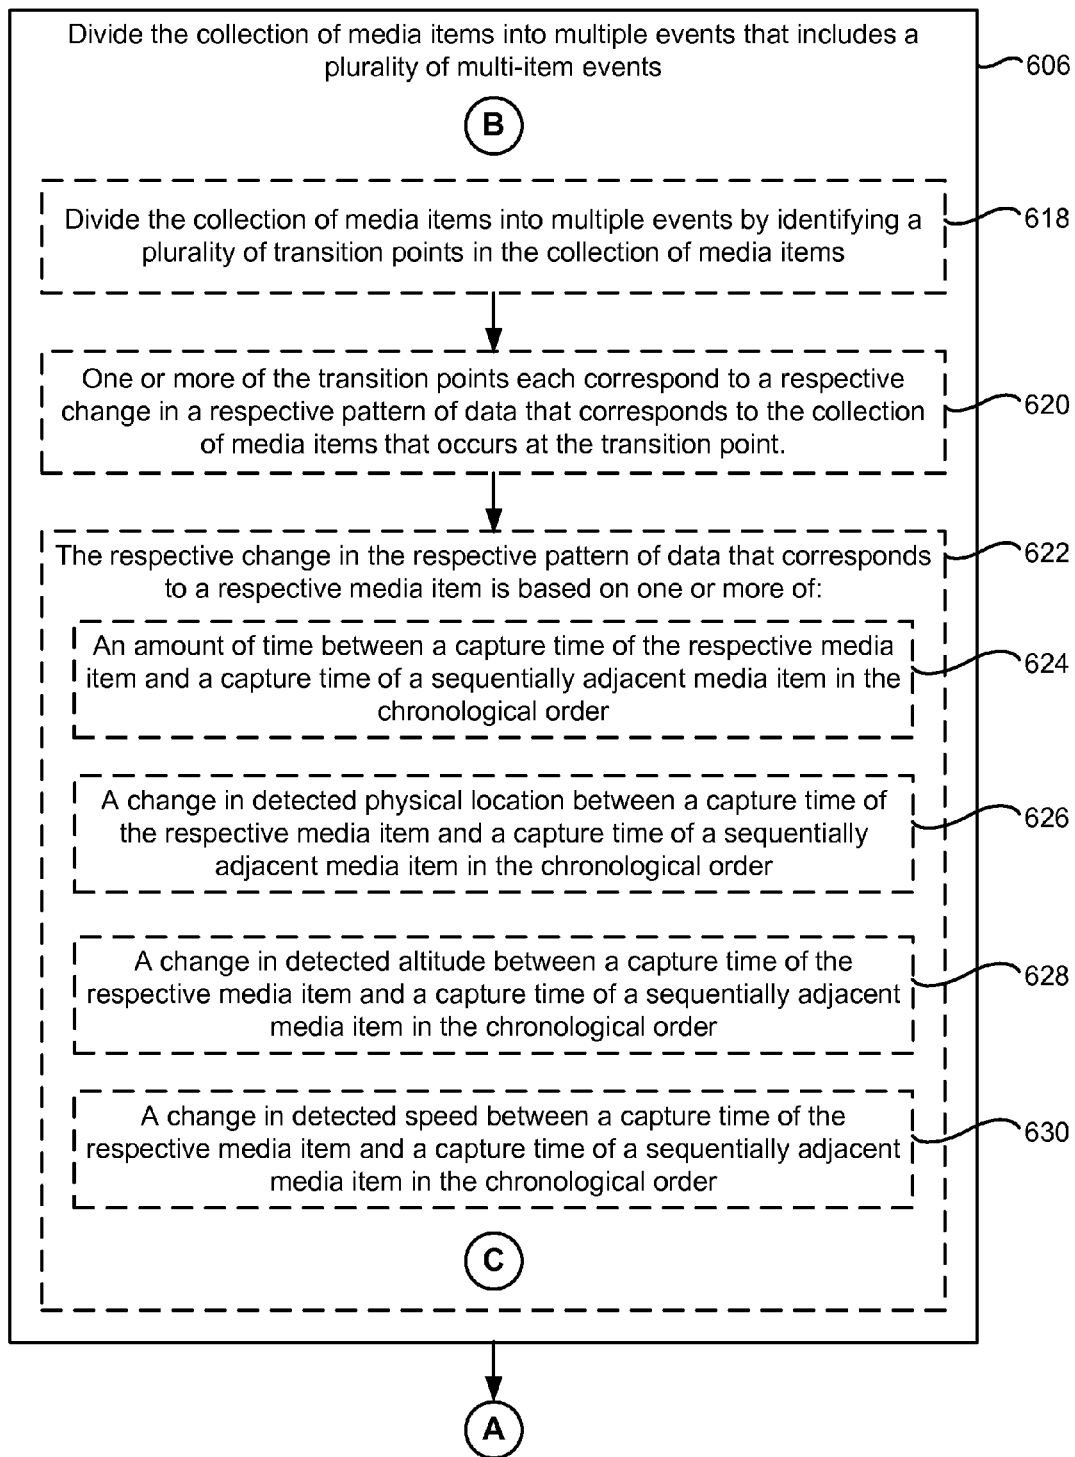 Divide the collection of media items into multiple events that includes a
plurality of multi-item events
606
B
Divide the collection of media items into multiple events by identifying a
plurality of transition points in the collection of media items
618
One or more of the transition points each correspond to a respective
change in a respective pattern of data that corresponds to the collection
of media items that occurs at the transition point.
620
The respective change in the respective pattern of data that corresponds
to a respective media item is based on one or more of:
622
An amount of time between a capture time of the respective media
item and a capture time of a sequentially adjacent media item in the
chronological order
624
A change in detected physical location between a capture time of
the respective media item and a capture time of a sequentially
adjacent media item in the chronological order
626
A change in detected altitude between a capture time of the
respective media item and a capture time of a sequentially adjacent
media item in the chronological order
628
A change in detected speed between a capture time of the
respective media item and a capture time of a sequentially adjacent
media item in the chronological order
630
C
A